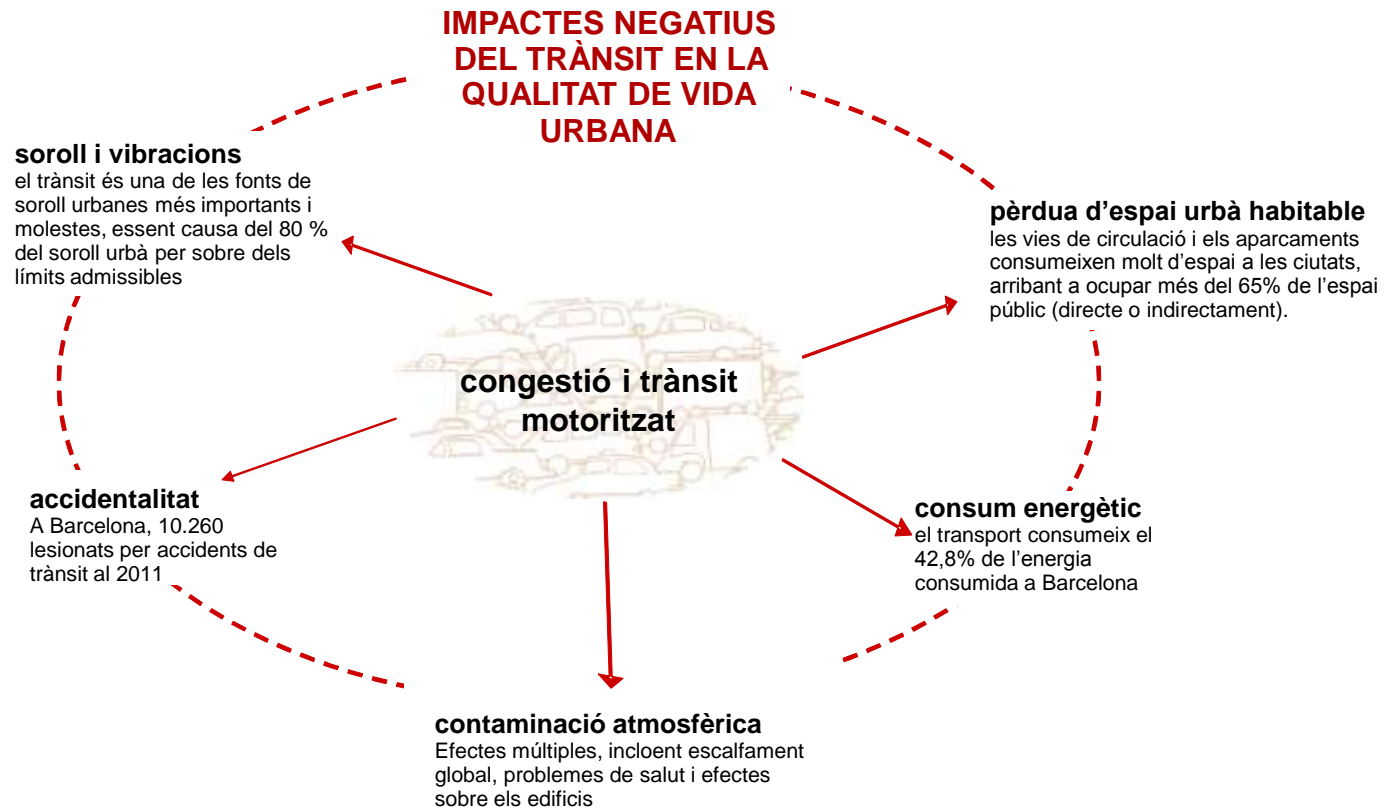 IMPACTES NEGATIUS
DEL TRÀNSIT EN LA
QUALITAT DE VIDA
URBANA
soroll i vibracions
el trànsit és una de les fonts de
soroll urbanes més importants i
molestes, essent causa del 80 %
del soroll urbà per sobre dels
límits admissibles
pèrdua d’espai urbà habitable
les vies de circulació i els aparcaments
consumeixen molt d’espai a les ciutats,
arribant a ocupar més del 65% de l’espai
públic (directe o indirectament).
congestió i trànsit
motoritzat
accidentalitat
A Barcelona, 10.260
lesionats per accidents de
trànsit al 2011
consum energètic
el transport consumeix el
42,8% de l’energia
consumida a Barcelona
contaminació atmosfèrica
Efectes múltiples, incloent escalfament
global, problemes de salut i efectes
sobre els edificis